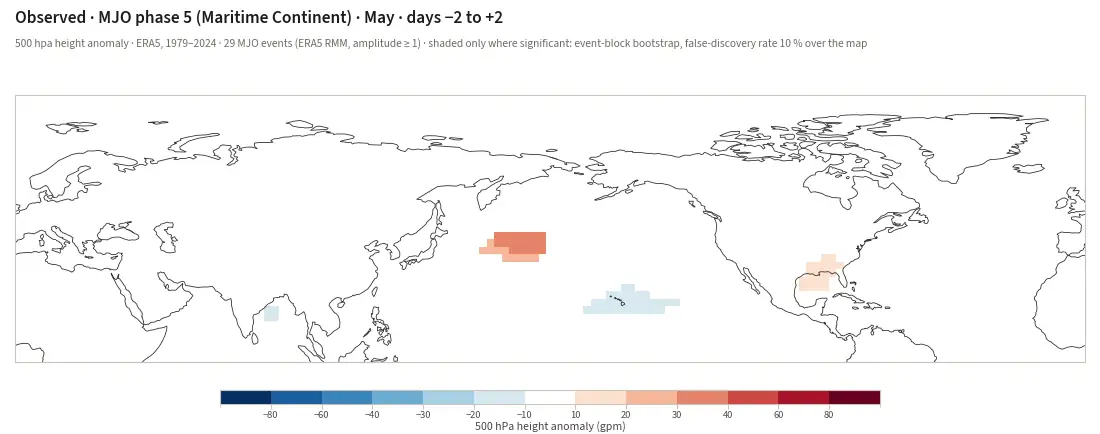 Observed · MJO phase 5 (Maritime Continent) · May · days −2 to +2
500 hpa height anomaly · ERA5, 1979–2024 · 29 MJO events (ERA5 RMM, amplitude ≥ 1) · shaded only where significant: event-block bootstrap, false-discovery rate 10 % over the map
−80 −60 −40 −30 −20 −10 10 20 30 40 60 80
500 hPa height anomaly (gpm)